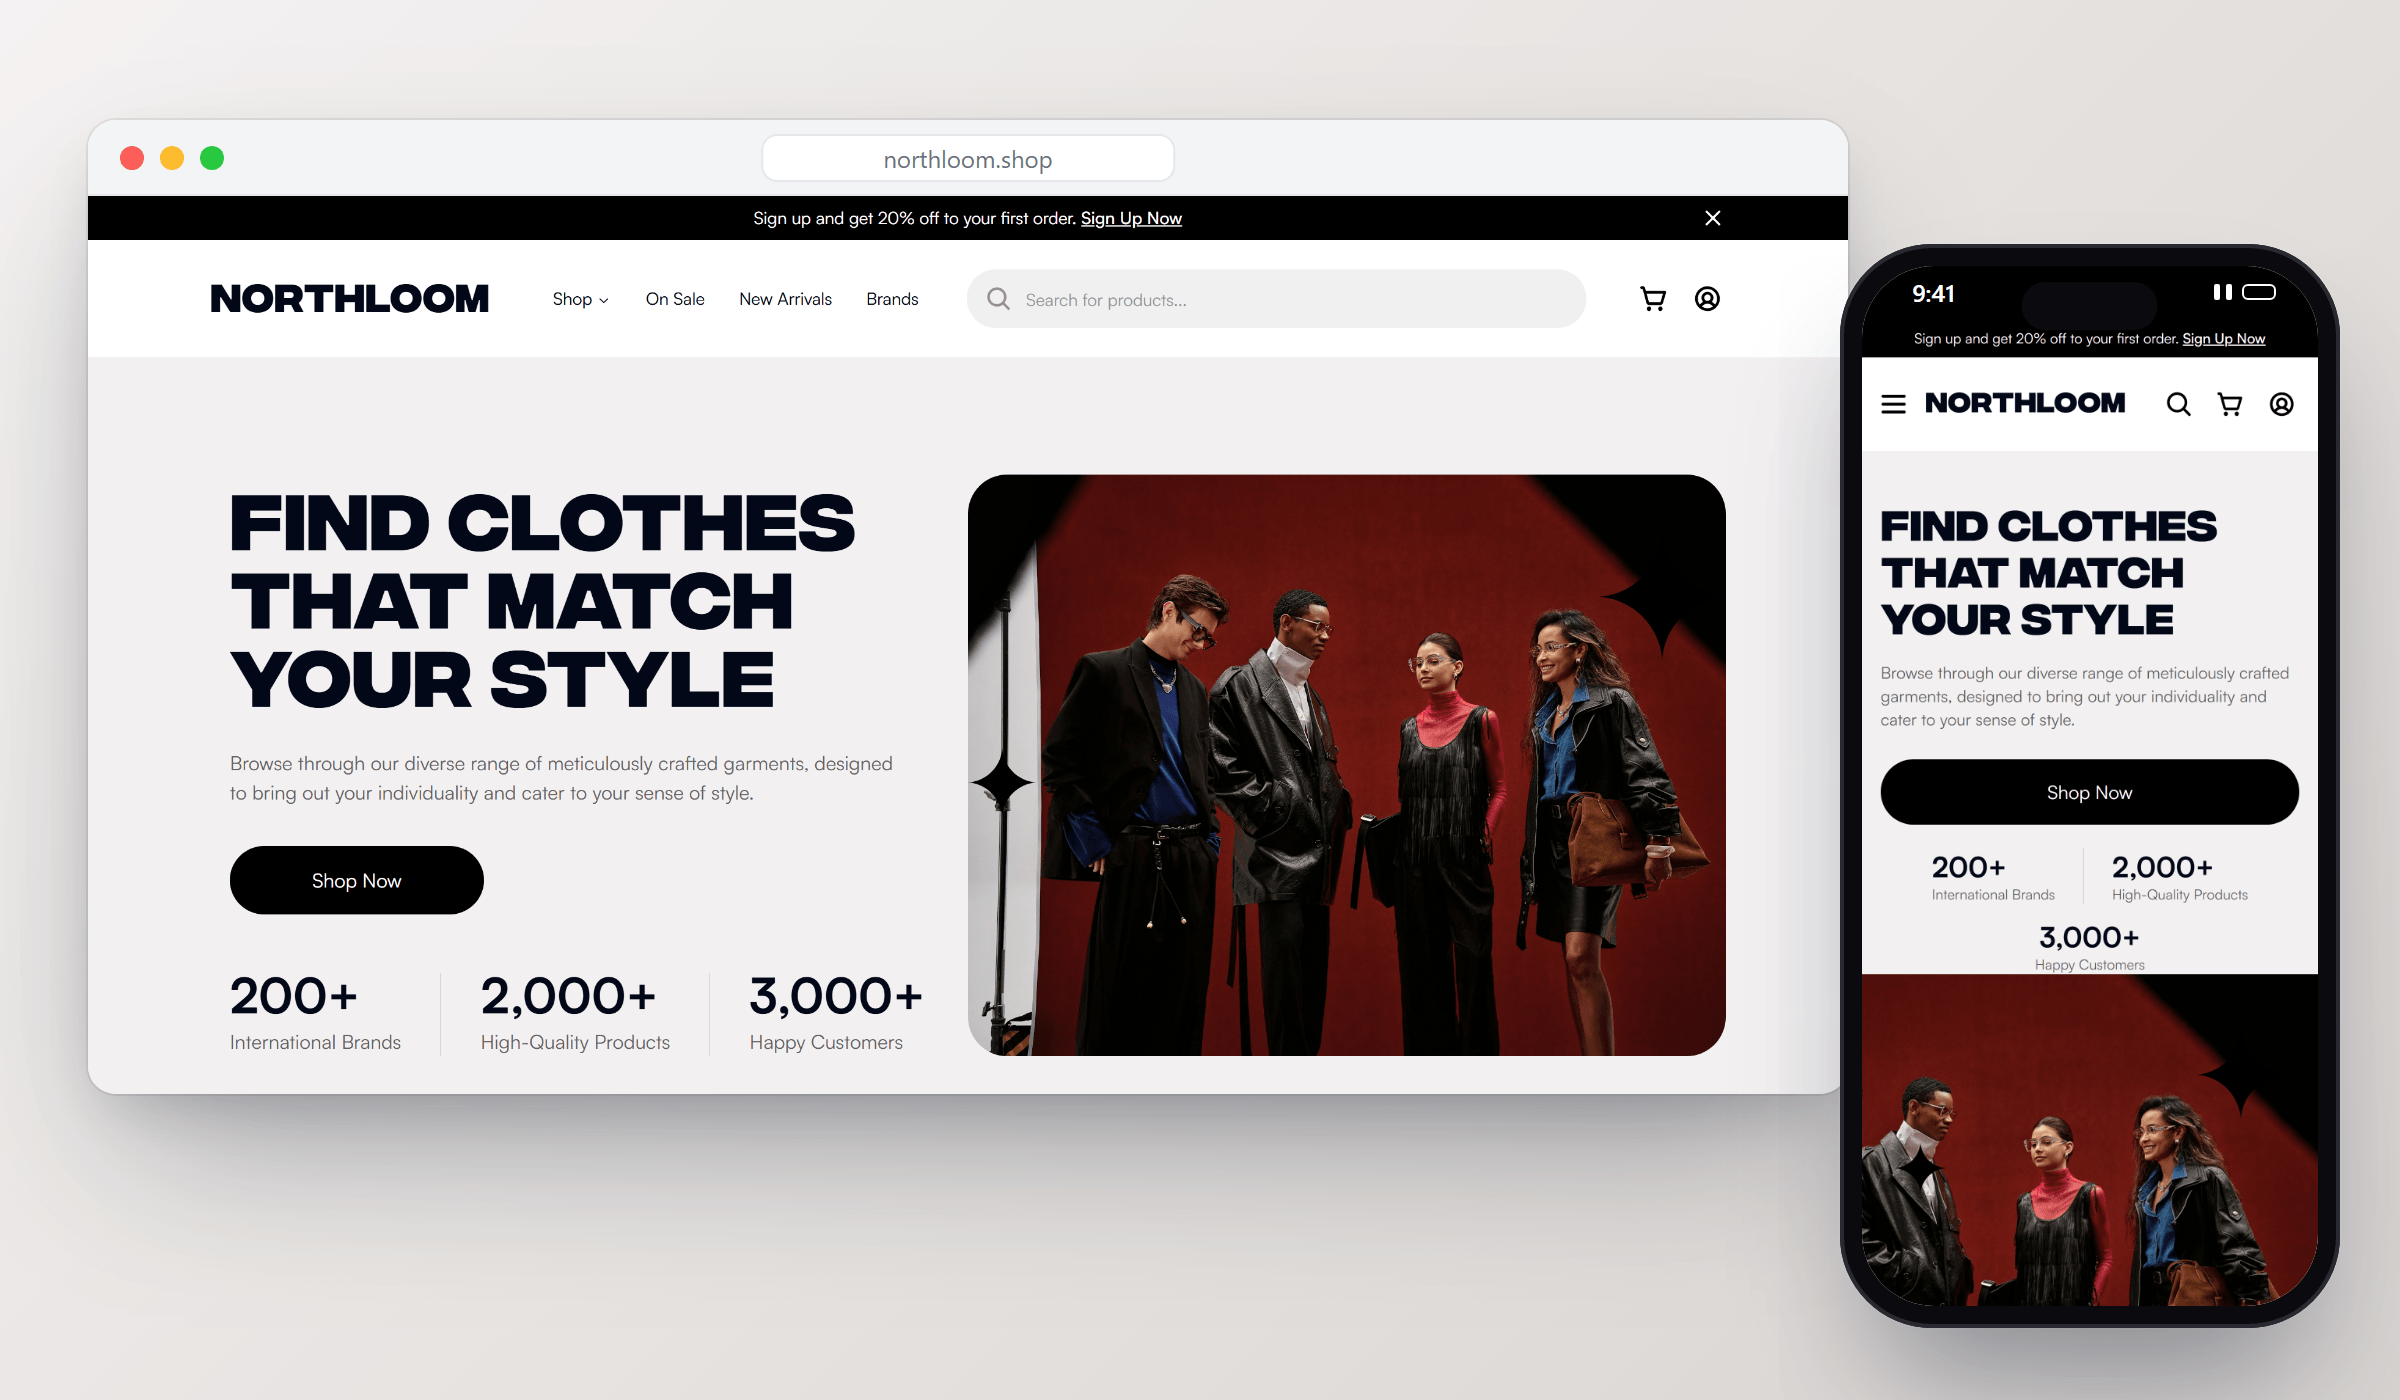 northloom.shop
Sign up and get 20% off to your first order. Sign Up Now
NORTHLOOM
Shop
On Sale
New Arrivals
Brands
Search for products...
FIND CLOTHES
THAT MATCH
YOUR STYLE
Browse through our diverse range of meticulously crafted garments, designed
to bring out your individuality and cater to your sense of style.
Shop Now
200+
International Brands
2,000+
High-Quality Products
3,000+
Happy Customers
9:41
Sign up and get 20% off to your first order. Sign Up Now
NORTHLOOM
FIND CLOTHES
THAT MATCH
YOUR STYLE
Browse through our diverse range of meticulously crafted
garments, designed to bring out your individuality and
cater to your sense of style.
Shop Now
200+
International Brands
2,000+
High-Quality Products
3,000+
Happy Customers